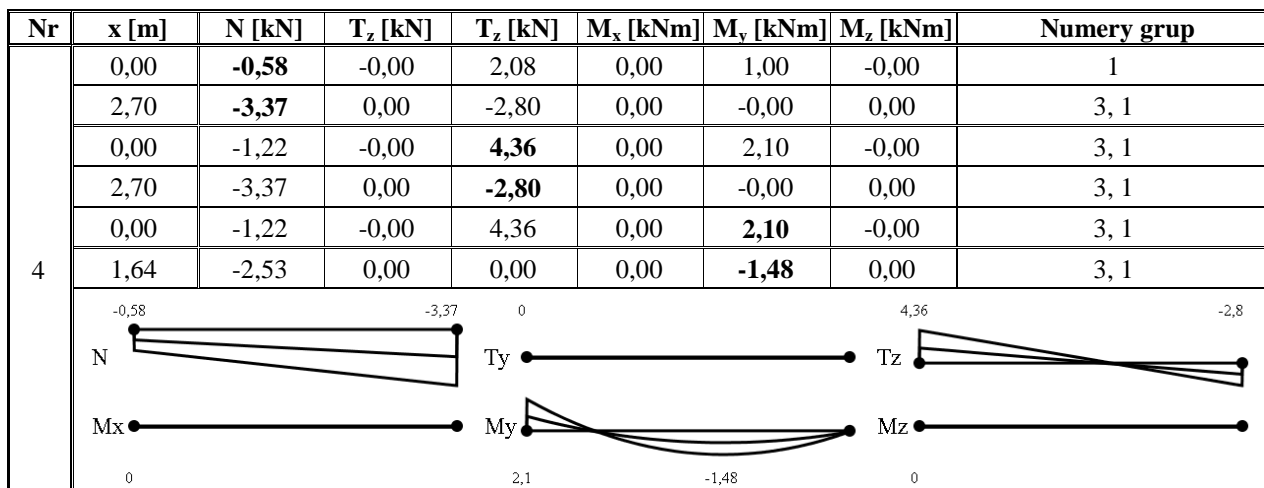 Nr x [m] N [kN] Tz [kN] Tz [kN] Mx [kNm] My [kNm] Mz [kNm] Numery grup
0,00 -0,58 -0,00 2,08 0,00 1,00 -0,00 1
2,70 -3,37 0,00 -2,80 0,00 -0,00 0,00 3, 1
0,00 -1,22 -0,00 4,36 0,00 2,10 -0,00 3, 1
2,70 -3,37 0,00 -2,80 0,00 -0,00 0,00 3, 1
0,00 -1,22 -0,00 4,36 0,00 2,10 -0,00 3, 1
4 1,64 -2,53 0,00 0,00 0,00 -1,48 0,00 3, 1
-0,58 -3,37 0 4,36 -2,8
N Ty Tz
Mx My Mz
0 2,1 -1,48 0